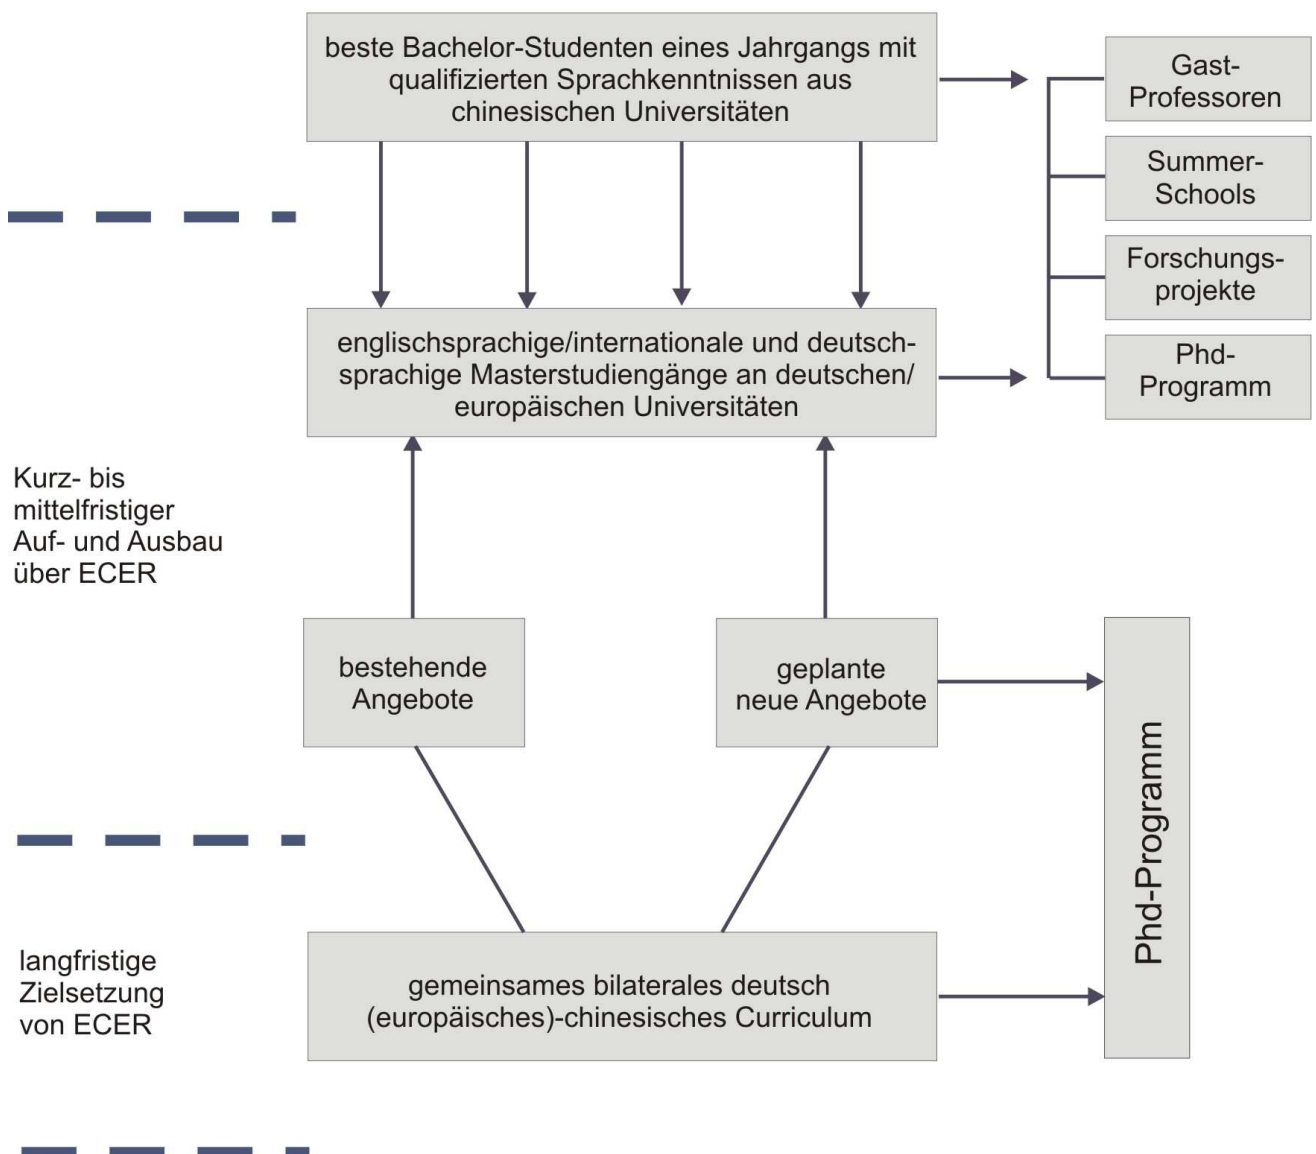 beste Bachelor-Studenten eines Jahrgangs mit
qualifizierten Sprachkenntnissen aus
chinesischen Universitäten
Gast-
Professoren
Summer-
Schools
Forschungs-
projekte
Phd-
Programm
englischsprachige/internationale und deutsch-
sprachige Masterstudiengänge an deutschen/
europäischen Universitäten
Kurz- bis
mittelfristiger
Auf- und Ausbau
über ECER
bestehende
Angebote
geplante
neue Angebote
Phd-Programm
langfristige
Zielsetzung
von ECER
gemeinsames bilaterales deutsch
(europäisches)-chinesisches Curriculum